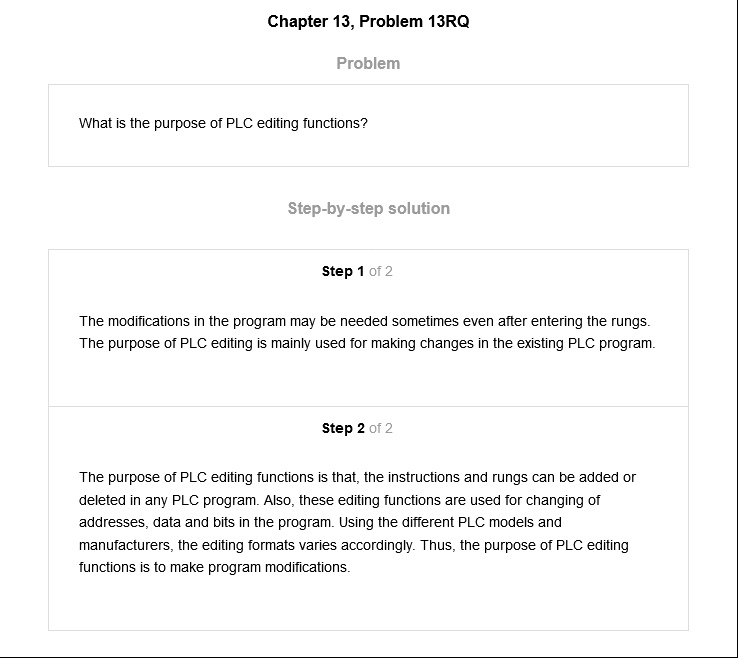 Chapter 13, Problem 13RQ
Problem
What is the purpose of PLC editing functions?
Step-by-step solution
Step 1 of 2
The modifications in the program may be needed sometimes even after entering the rungs.
The purpose of PLC editing is mainly used for making changes in the existing PLC program.
Step 2 of 2
The purpose of PLC editing functions is that, the instructions and rungs can be added or
deleted in any PLC program. Also, these editing functions are used for changing of
addresses, data and bits in the program. Using the different PLC models and
manufacturers, the editing formats varies accordingly. Thus, the purpose of PLC editing
functions is to make program modifications.